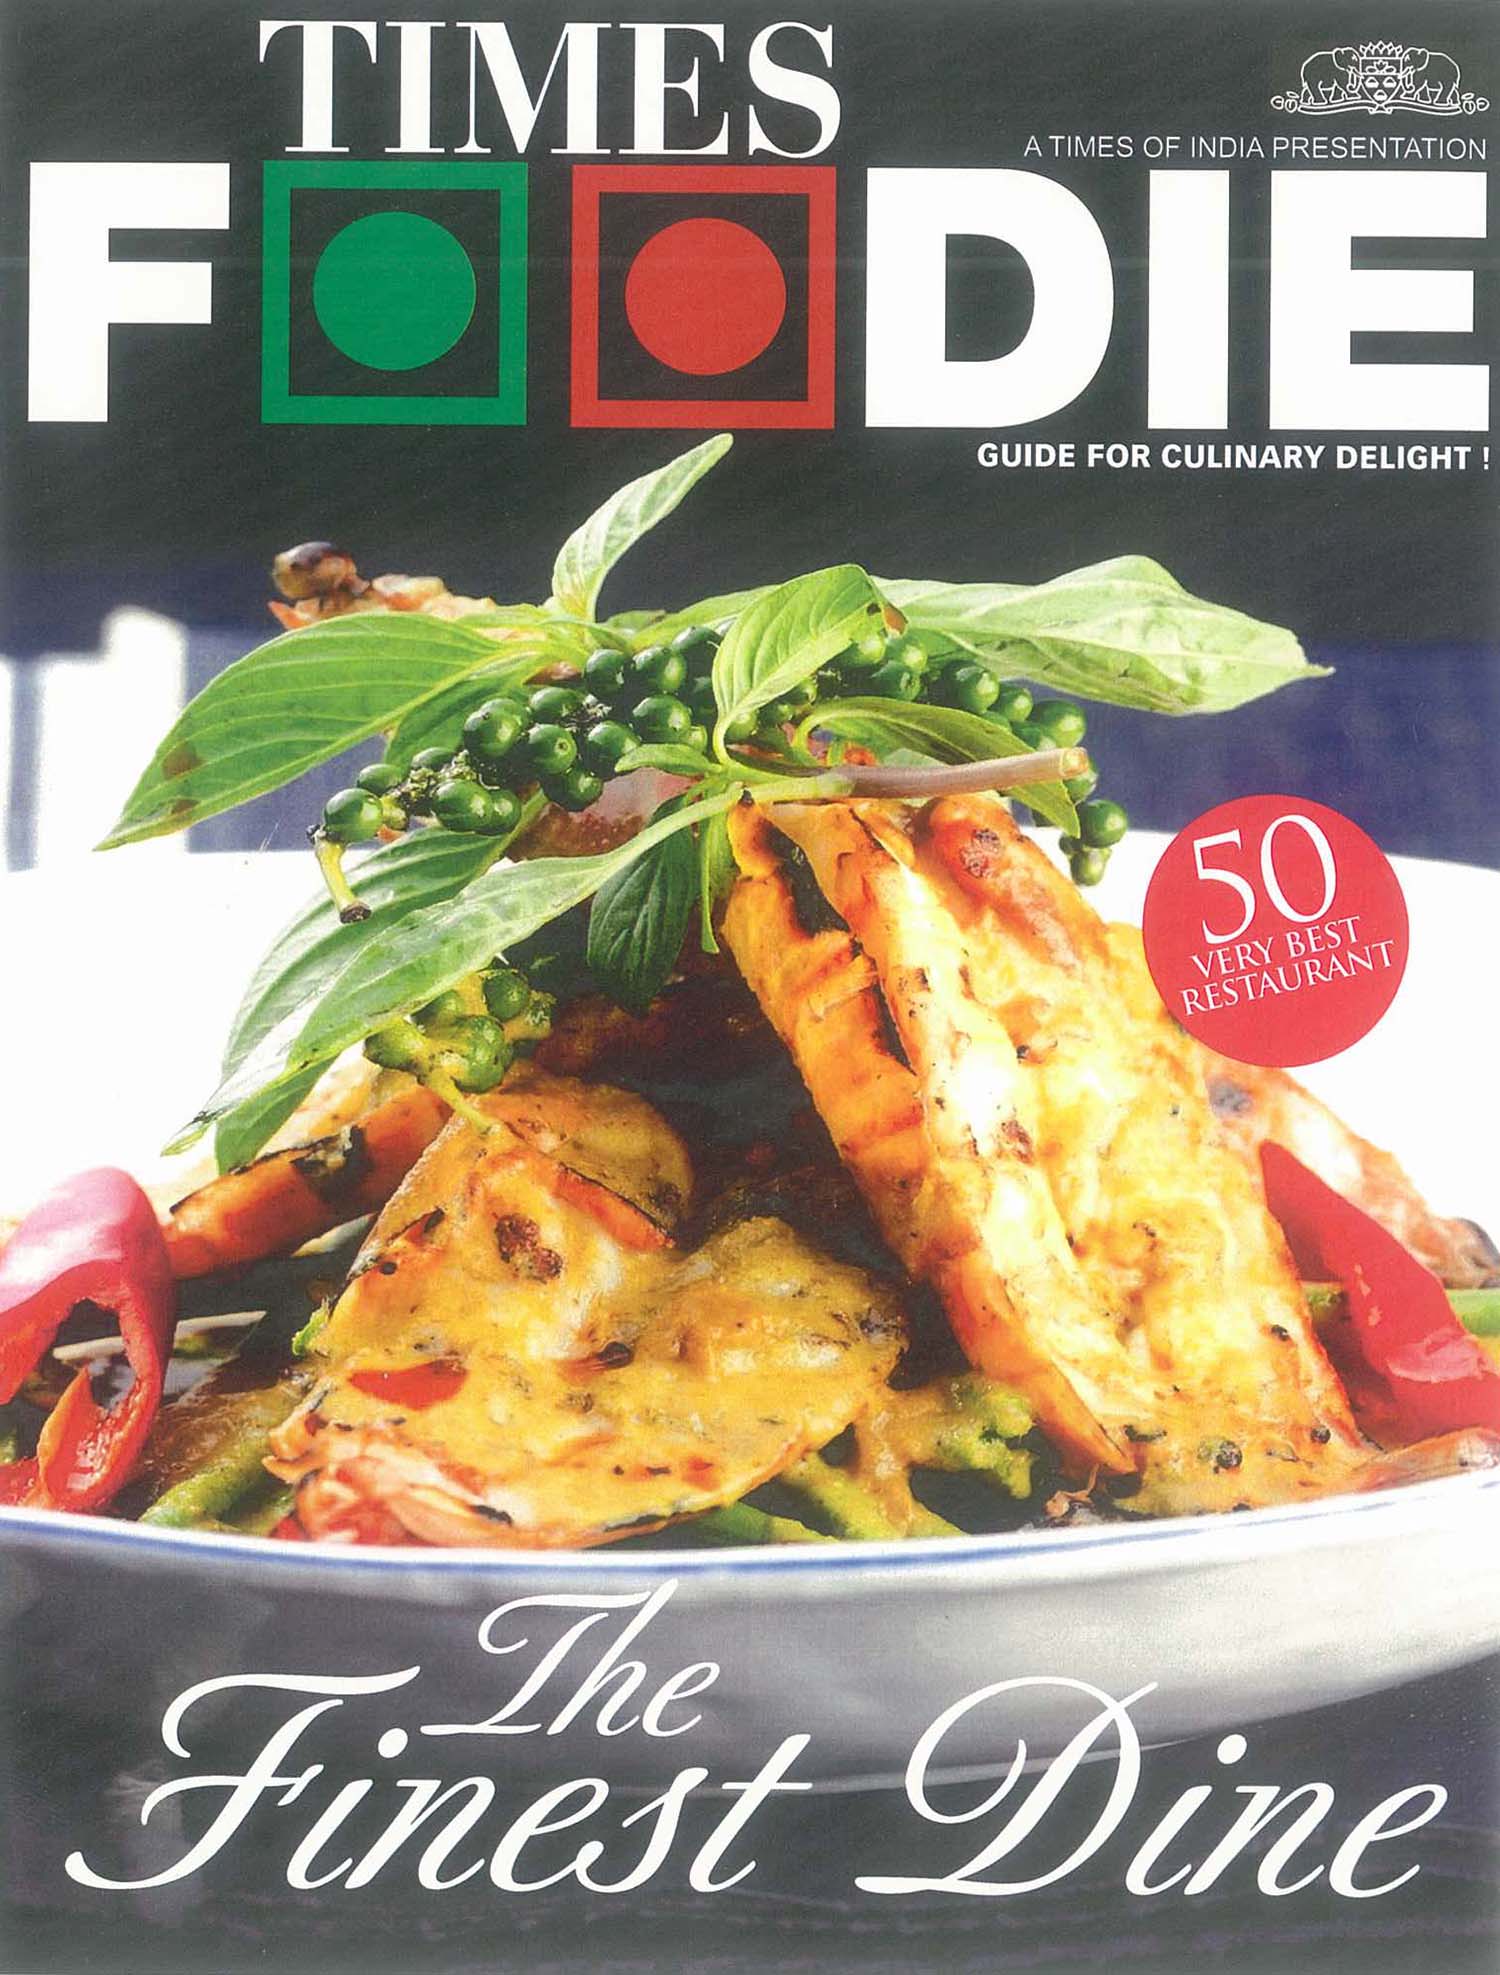 TIMES
A TIMES OF INDIA PRESENTATION
FOODIE
GUIDE FOR CULINARY DELIGHT !
50
VERY BEST
RESTAURANT
The
Finest Dine